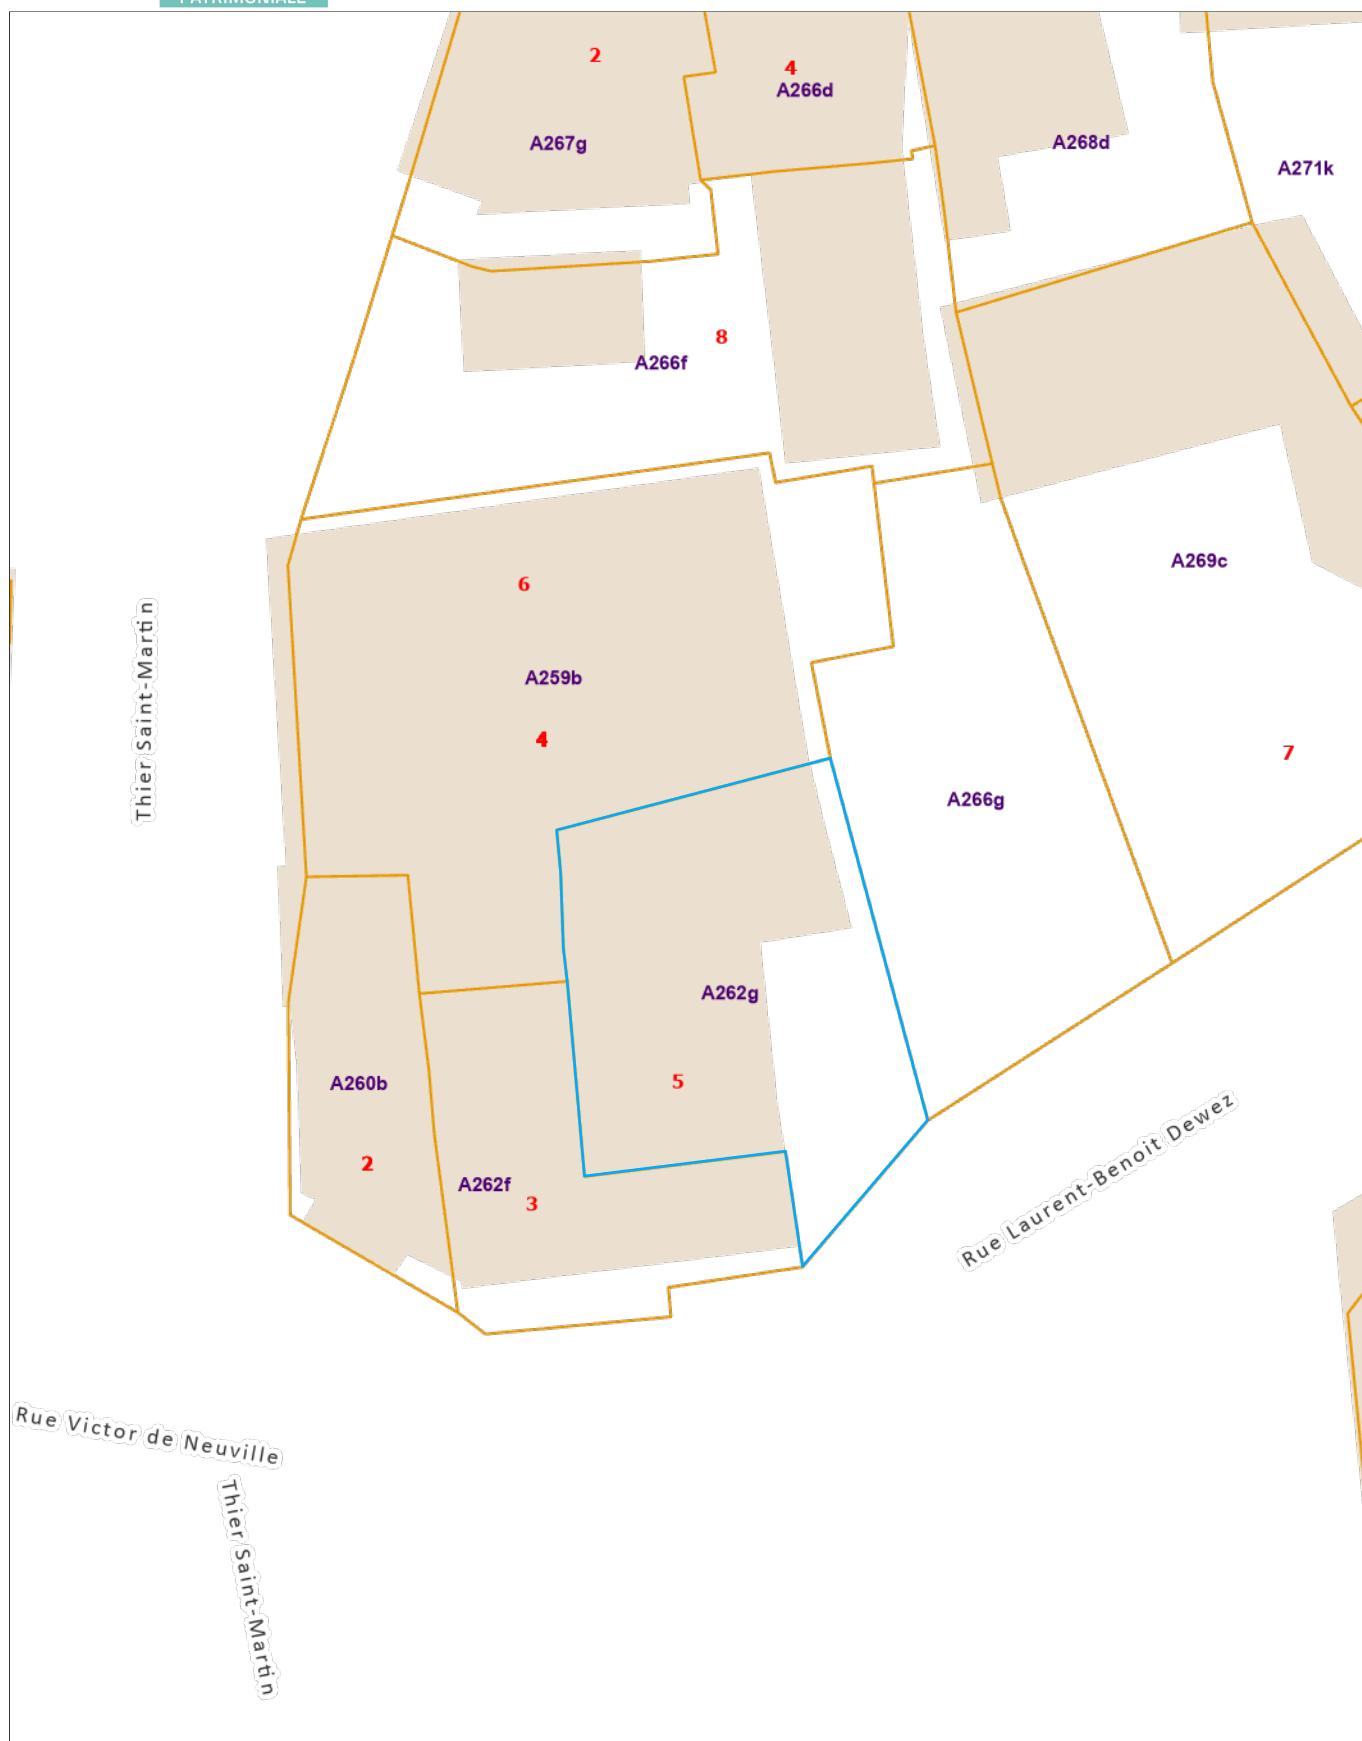 PATRIMONIALE
2
4
A266d
A267g
A268d
A271k
8
A266f
A269c
6
A259b
4
7
Thier Saint-Martin
A266g
A262g
5
A260b
2
A262f
3
Rue Laurent-Benoit Dewez
Rue Victor de Neuville
Thier Saint-Martin